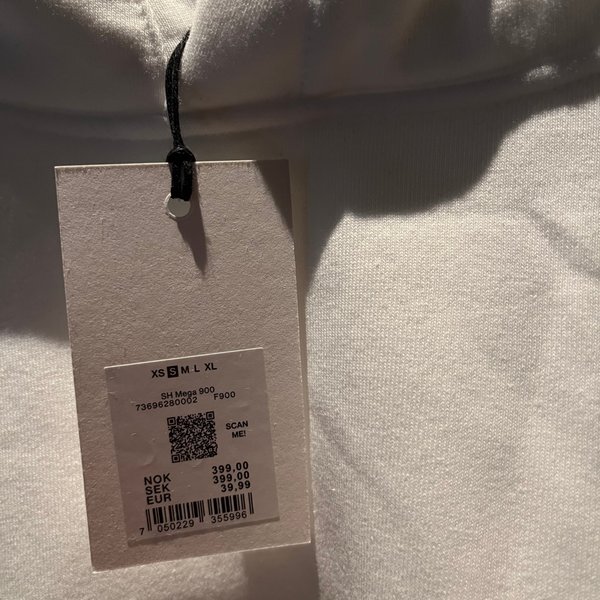 XS S M L XL
SH Mega 900
73696280002 F900
SCAN
ME!
NOK 399,00
SEK 399,00
EUR 39,99
7 050229 355996